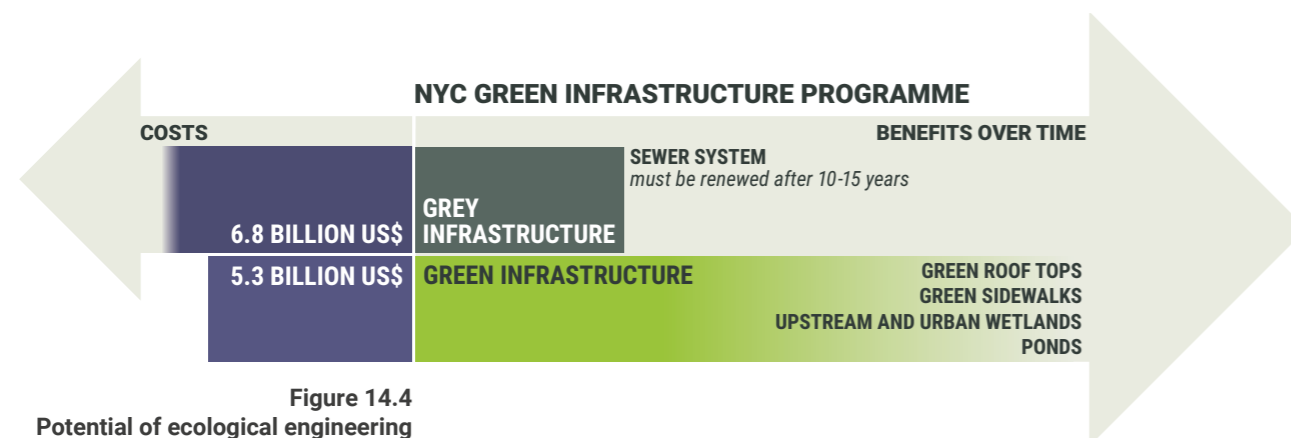 NYC GREEN INFRASTRUCTURE PROGRAMME
COSTS
BENEFITS OVER TIME
SEWER SYSTEM
must be renewed after 10-15 years
6.8 BILLION US$
GREY
INFRASTRUCTURE
5.3 BILLION US$
GREEN INFRASTRUCTURE
GREEN ROOF TOPS
GREEN SIDEWALKS
UPSTREAM AND URBAN WETLANDS
PONDS
Figure 14.4
Potential of ecological engineering